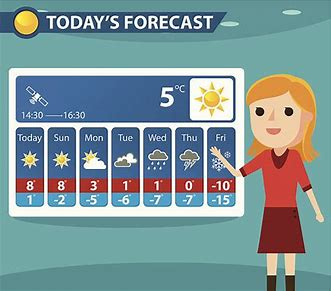 TODAY'S FORECAST
5 °C
14:30 → 16:30
Today Sun Mon Tue Wed Thu Fri
8° 8° 3° 1° 1° 0° -10°
1° -2° -5° -6° -7° -7° -15°